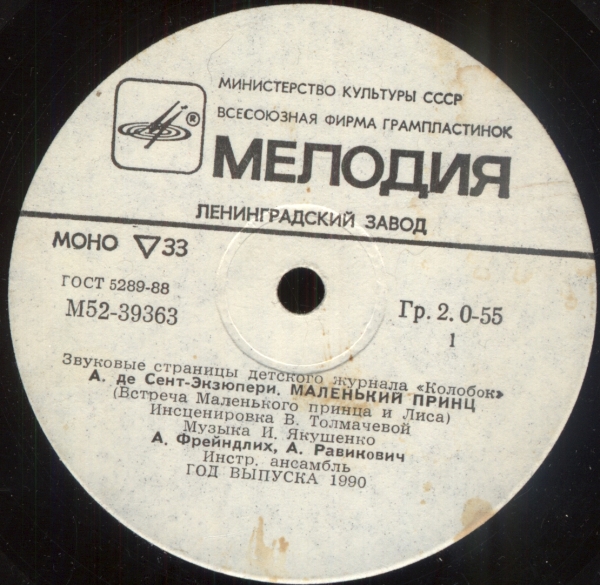 МИНИСТЕРСТВО КУЛЬТУРЫ СССР
ВСЕСОЮЗНАЯ ФИРМА ГРАМПЛАСТИНОК
®
МЕЛОДИЯ
ЛЕНИНГРАДСКИЙ ЗАВОД
МОНО 33
ГОСТ 5289-88
М52-39363
Гр. 2. 0-55
1
Звуковые страницы детского журнала «Колобок»
А. де Сент-Экзюпери. МАЛЕНЬКИЙ ПРИНЦ
(Встреча Маленького принца и Лиса)
Инсценировка В. Толмачевой
Музыка И. Якушенко
А. Фрейндлих, А. Равикович
Инстр. ансамбль
ГОД ВЫПУСКА 1990